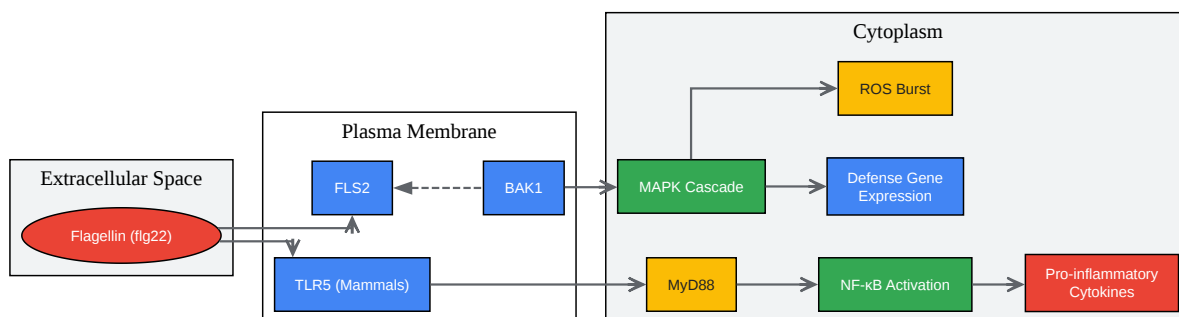 Extracellular Space
Flagellin (flg22)
Plasma Membrane
FLS2
BAK1
TLR5 (Mammals)
Cytoplasm
ROS Burst
MAPK Cascade
Defense Gene
Expression
MyD88
NF-κB Activation
Pro-inflammatory
Cytokines